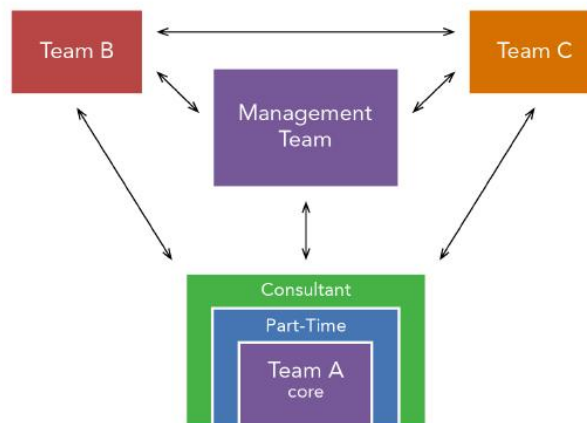 Team B
Team C
Management
Team
Consultant
Part-Time
Team A
core